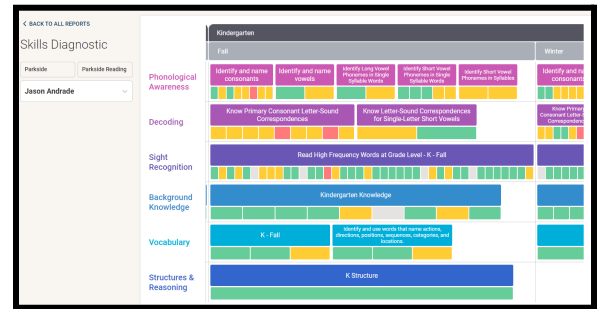 < BACK TO ALL REPORTS
Skills Diagnostic
Parkside
Parkside Reading
Jason Andrade
Kindergarten
Fall
Winter
Phonological
Awareness
Identify and name
consonants
Identify and name
vowels
Identify Long Vowel
Phonemes in Single
Syllable Words
Identify Short Vowel
Phonemes in Single
Syllable Words
Identify Short Vowel
Phonemes in Syllables
Identify and na
consonants
Decoding
Know Primary Consonant Letter-Sound
Correspondences
Know Letter-Sound Correspondences
for Single-Letter Short Vowels
Know Primar
Consonant Letter-S
Correspondenc
Sight
Recognition
Read High Frequency Words at Grade Level - K - Fall
Background
Knowledge
Kindergarten Knowledge
Vocabulary
K - Fall
Identify and use words that name actions,
directions, positions, sequences, categories, and
locations.
Structures &
Reasoning
K Structure